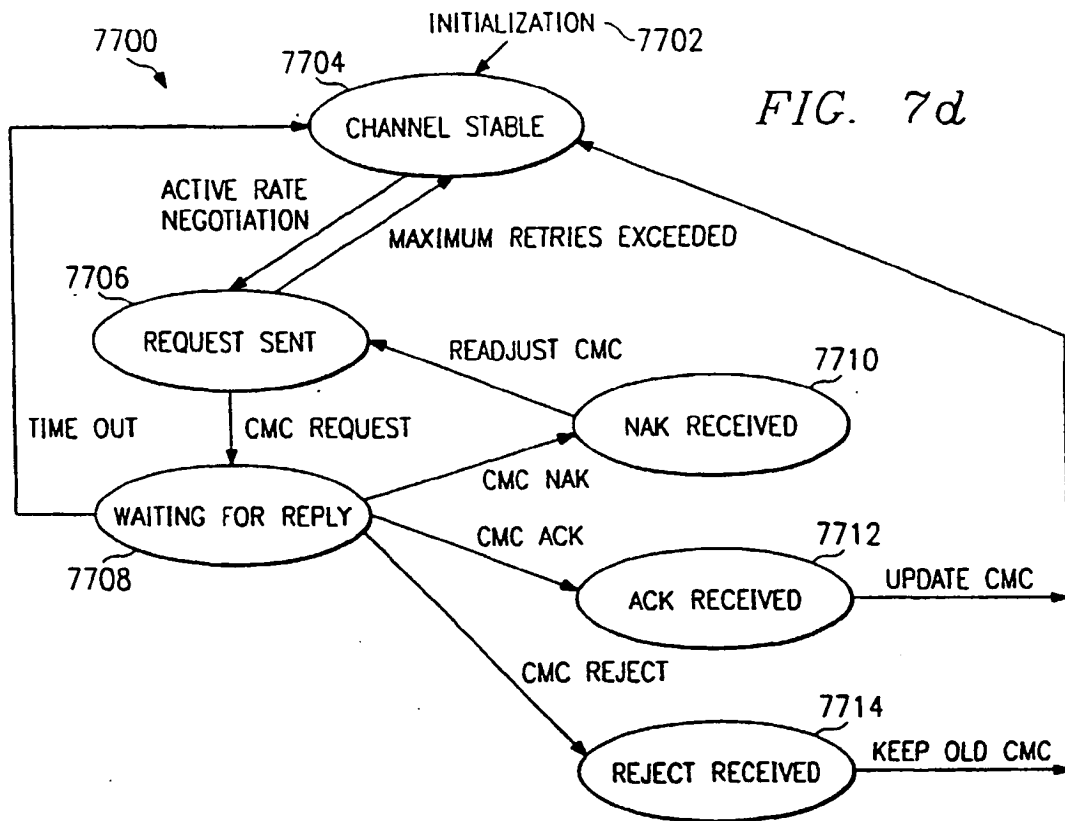 INITIALIZATION
7702
7700
7704
FIG. 7d
CHANNEL STABLE
ACTIVE RATE
NEGOTIATION
MAXIMUM RETRIES EXCEEDED
7706
REQUEST SENT
READJUST CMC
7710
NAK RECEIVED
TIME OUT
CMC REQUEST
CMC NAK
WAITING FOR REPLY
7708
CMC ACK
7712
ACK RECEIVED
UPDATE CMC
CMC REJECT
7714
REJECT RECEIVED
KEEP OLD CMC